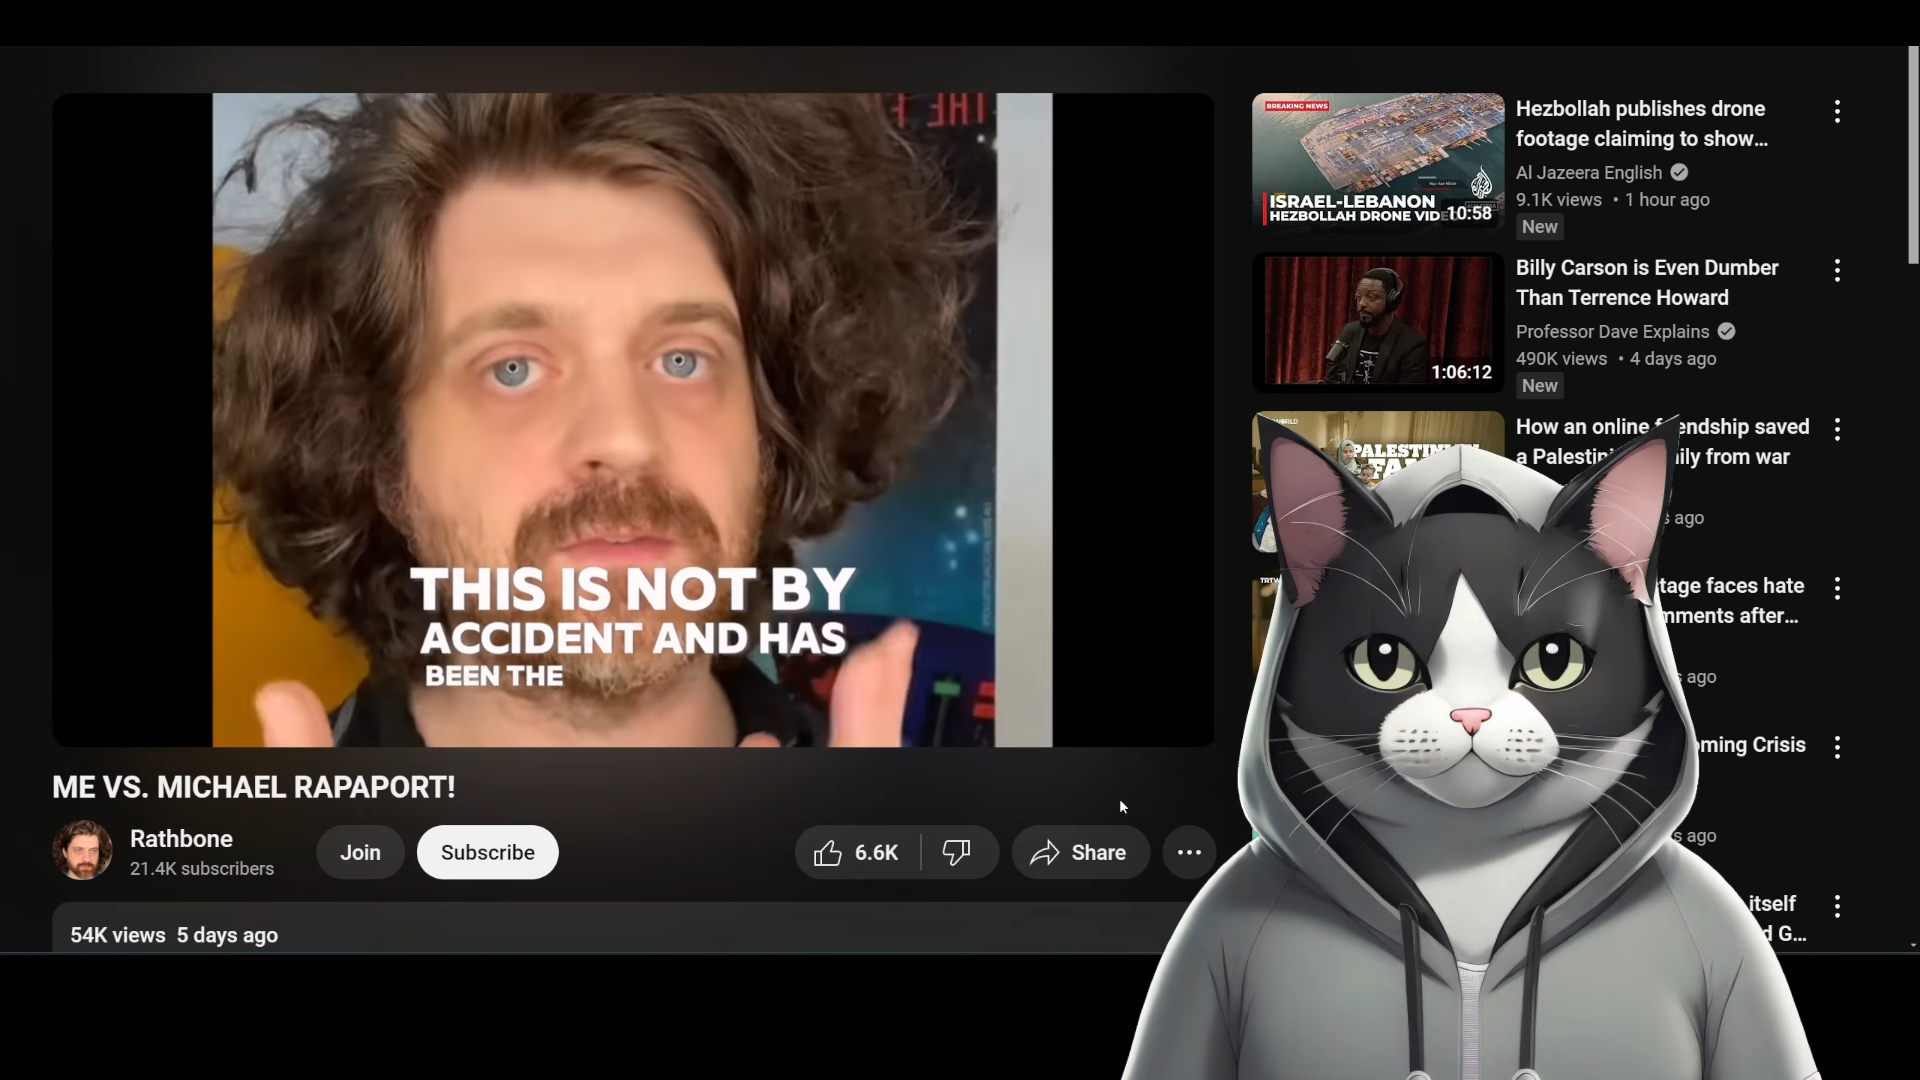 THIS IS NOT BY
ACCIDENT AND HAS
BEEN THE
ME VS. MICHAEL RAPAPORT!
Rathbone
21.4K subscribers
Join
Subscribe
6.6K
Share
54K views 5 days ago
BREAKING NEWS
ISRAEL-LEBANON
HEZBOLLAH DRONE VID
10:58
Hezbollah publishes drone
footage claiming to show...
Al Jazeera English
9.1K views • 1 hour ago
New
1:06:12
Billy Carson is Even Dumber
Than Terrence Howard
Professor Dave Explains
490K views • 4 days ago
New
PALESTINIAN
FA
How an online f endship saved
a Palestini ily from war
s ago
TRTW
tage faces hate
mments after...
s ago
oming Crisis
s ago
itself
d G...